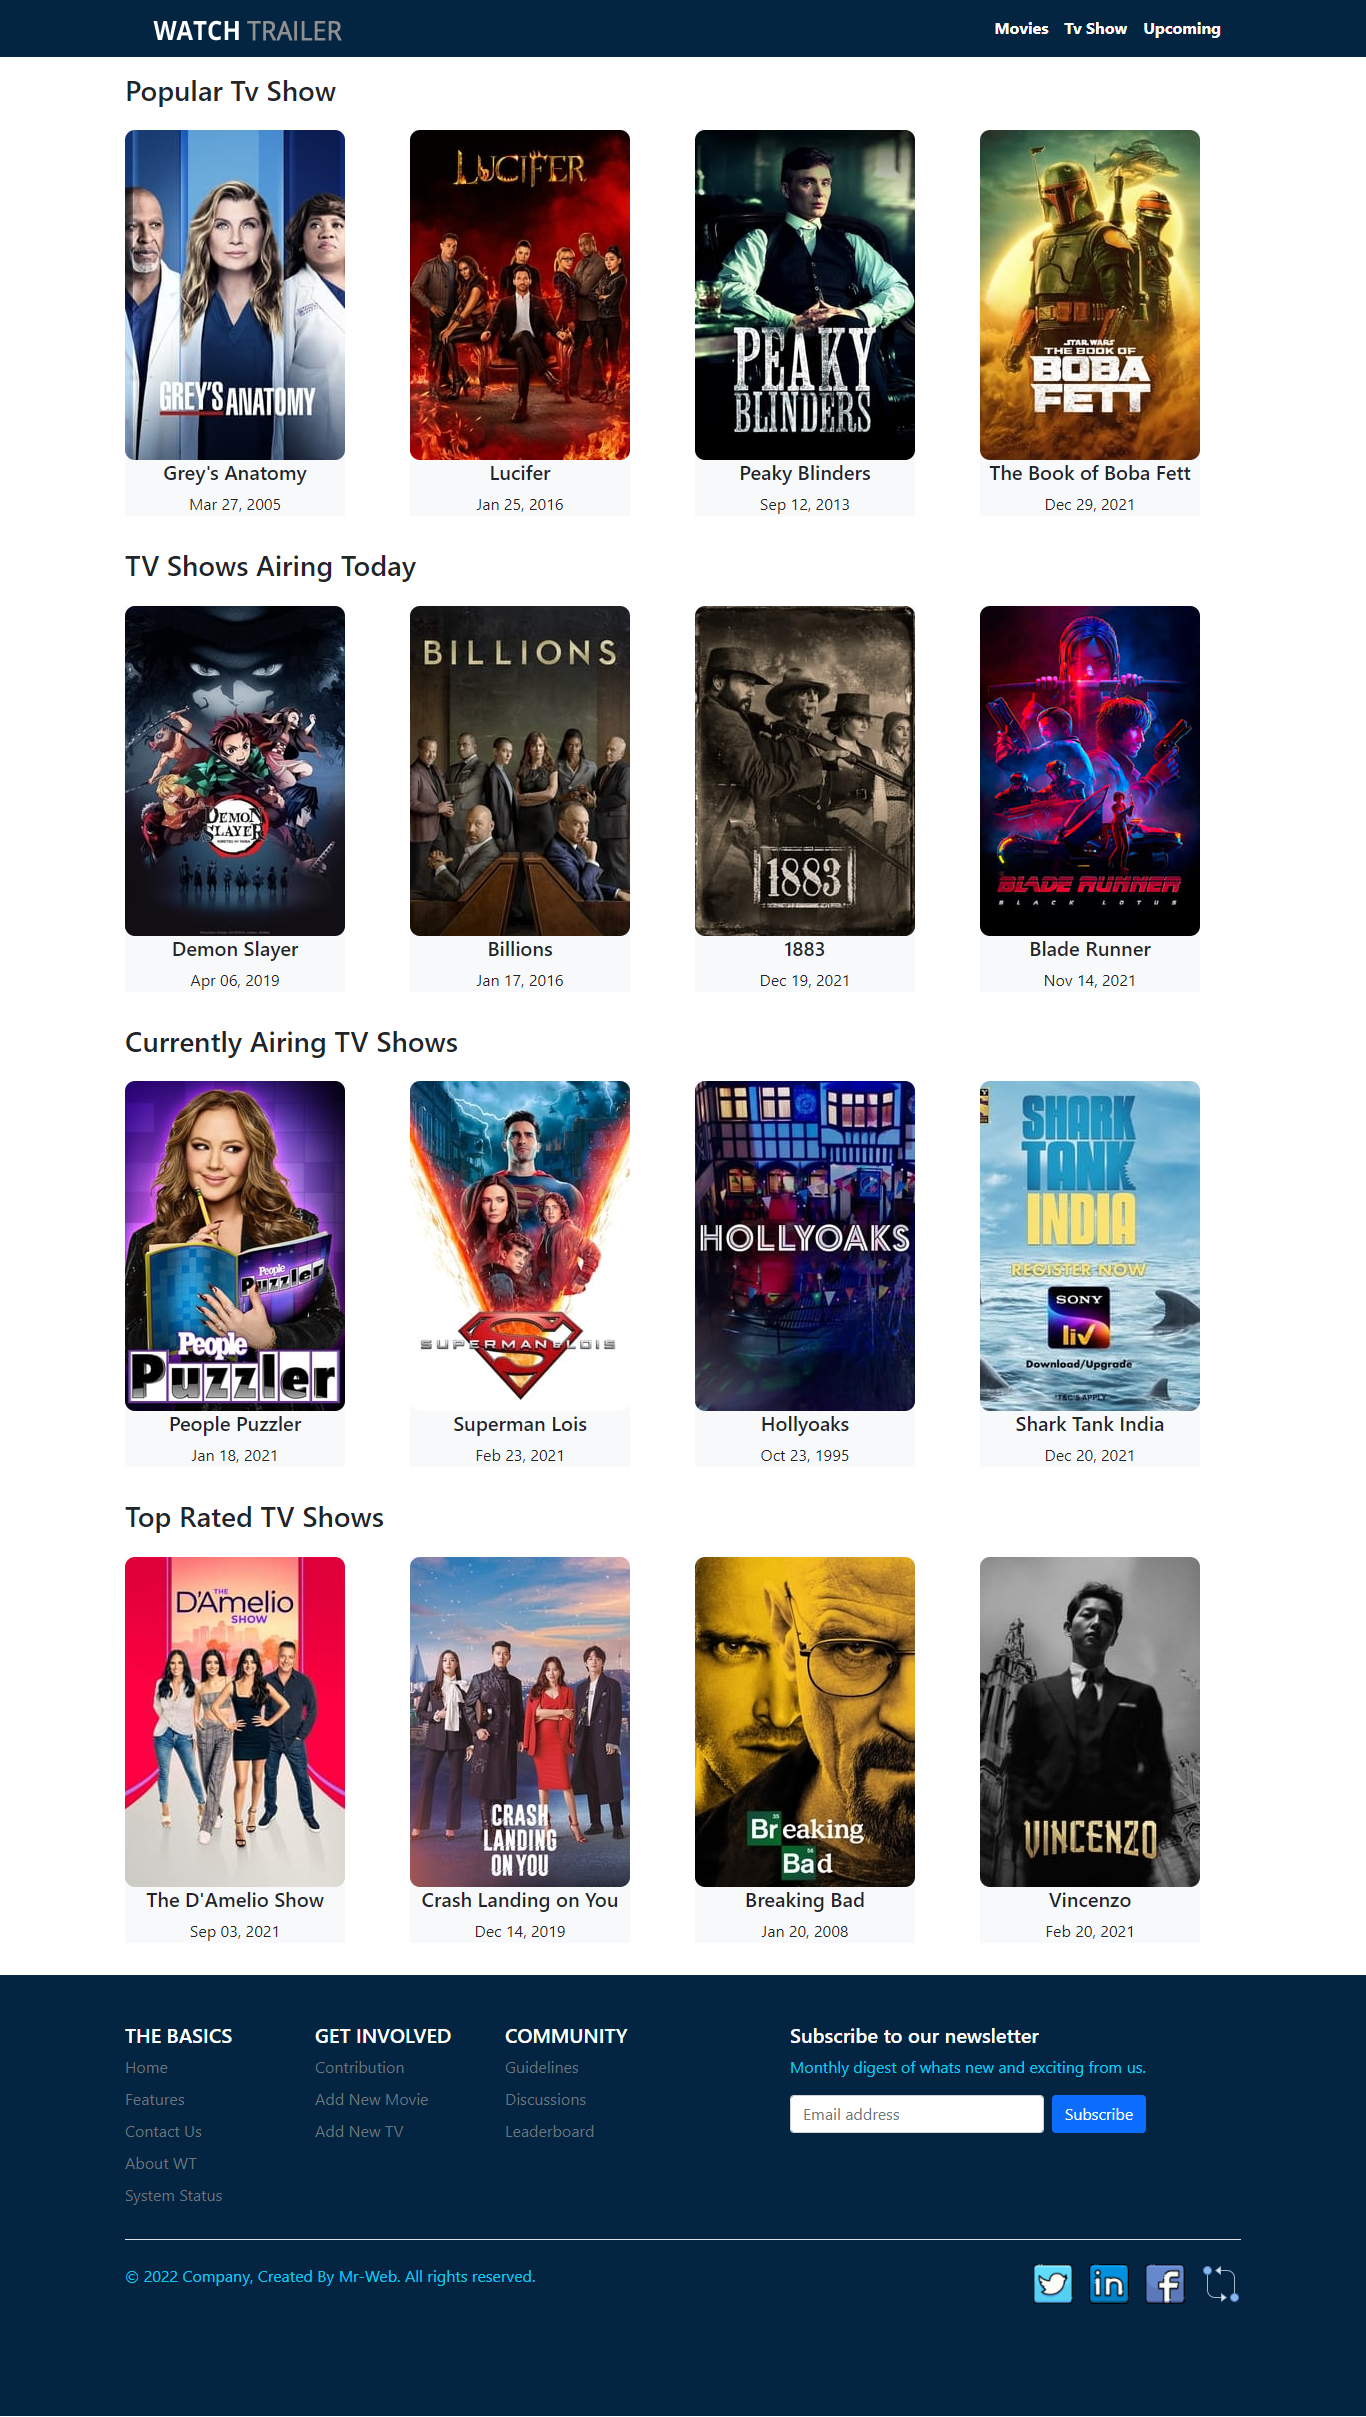 WATCH TRAILER
Movies Tv Show Upcoming
Popular Tv Show
GREY'S ANATOMY
LUCIFER
PEAKY
BLINDERS
STAR WARS
THE BOOK OF
BOBA
FETT
Grey's Anatomy
Lucifer
Peaky Blinders
The Book of Boba Fett
Mar 27, 2005
Jan 25, 2016
Sep 12, 2013
Dec 29, 2021
TV Shows Airing Today
DEMON
SLAYER
BILLIONS
1883
BLADE RUNNER
BLACK LOTUS
Demon Slayer
Billions
1883
Blade Runner
Apr 06, 2019
Jan 17, 2016
Dec 19, 2021
Nov 14, 2021
Currently Airing TV Shows
People
Puzzler
People
Puzzler
SUPERMAN & LOIS
HOLLYOAKS
SHARK
TANK
INDIA
REGISTER NOW
SONY
liv
Download/Upgrade
*T&C'S APPLY
People Puzzler
Superman Lois
Hollyoaks
Shark Tank India
Jan 18, 2021
Feb 23, 2021
Oct 23, 1995
Dec 20, 2021
Top Rated TV Shows
THE
D'Amelio
SHOW
CRASH
LANDING
ON YOU
35
Breaking
56
Bad
VINCENZO
The D'Amelio Show
Crash Landing on You
Breaking Bad
Vincenzo
Sep 03, 2021
Dec 14, 2019
Jan 20, 2008
Feb 20, 2021
THE BASICS
Home
Features
Contact Us
About WT
System Status
GET INVOLVED
Contribution
Add New Movie
Add New TV
COMMUNITY
Guidelines
Discussions
Leaderboard
Subscribe to our newsletter
Monthly digest of whats new and exciting from us.
Email address
Subscribe
© 2022 Company, Created By Mr-Web. All rights reserved.
in
f